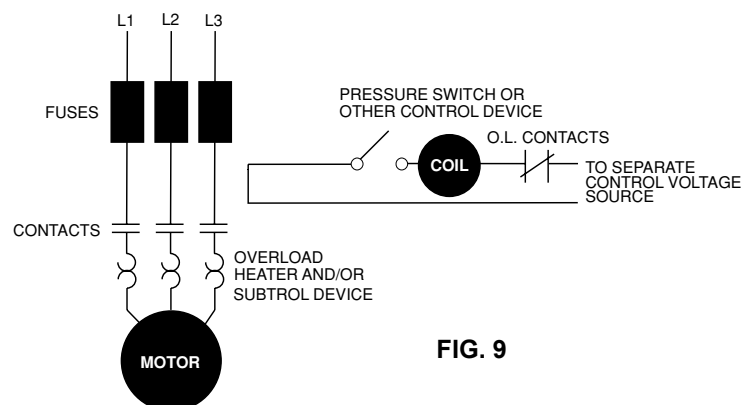 L1 L2 L3
FUSES
PRESSURE SWITCH OR
OTHER CONTROL DEVICE
O.L. CONTACTS
COIL
TO SEPARATE
CONTROL VOLTAGE
SOURCE
CONTACTS
OVERLOAD
HEATER AND/OR
SUBTROL DEVICE
MOTOR
FIG. 9